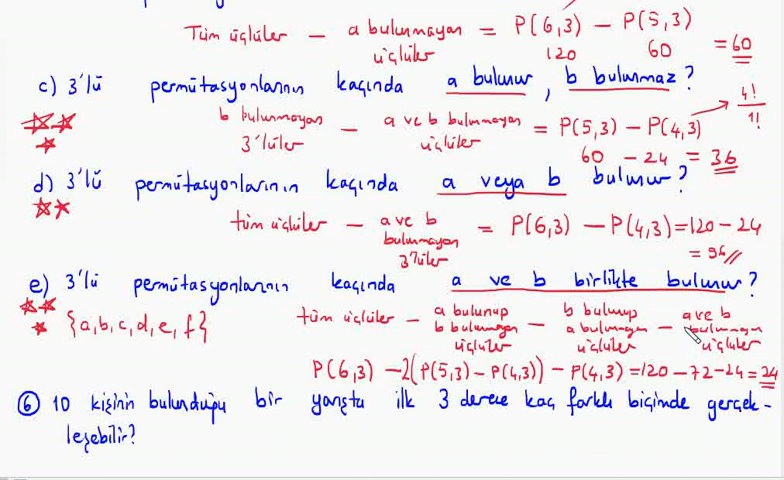 Tüm üçlüler - a bulunmayan üçlüler = P(6,3) - P(5,3)
120 60 = 60
c) 3'lü permütasyonlarının kaçında a bulunur, b bulunmaz?
b bulunmayan 3'lüler - a ve b bulunmayan üçlüler = P(5,3) - P(4,3) → 4!/1!
60 - 24 = 36
d) 3'lü permütasyonlarının kaçında a veya b bulunur?
tüm üçlüler - a ve b bulunmayan 3'lüler = P(6,3) - P(4,3) = 120 - 24
= 96//
e) 3'lü permütasyonlarının kaçında a ve b birlikte bulunur?
{a,b,c,d,e,f} tüm üçlüler - a bulunup b bulunmayan üçlüler - b bulunup a bulunmayan üçlüler - a ve b bulunmayan üçlüler
P(6,3) - 2(P(5,3) - P(4,3)) - P(4,3) = 120 - 72 - 24 = 24
6 10 kişinin bulunduğu bir yarışta ilk 3 derece kaç farklı biçimde gerçek-
leşebilir?